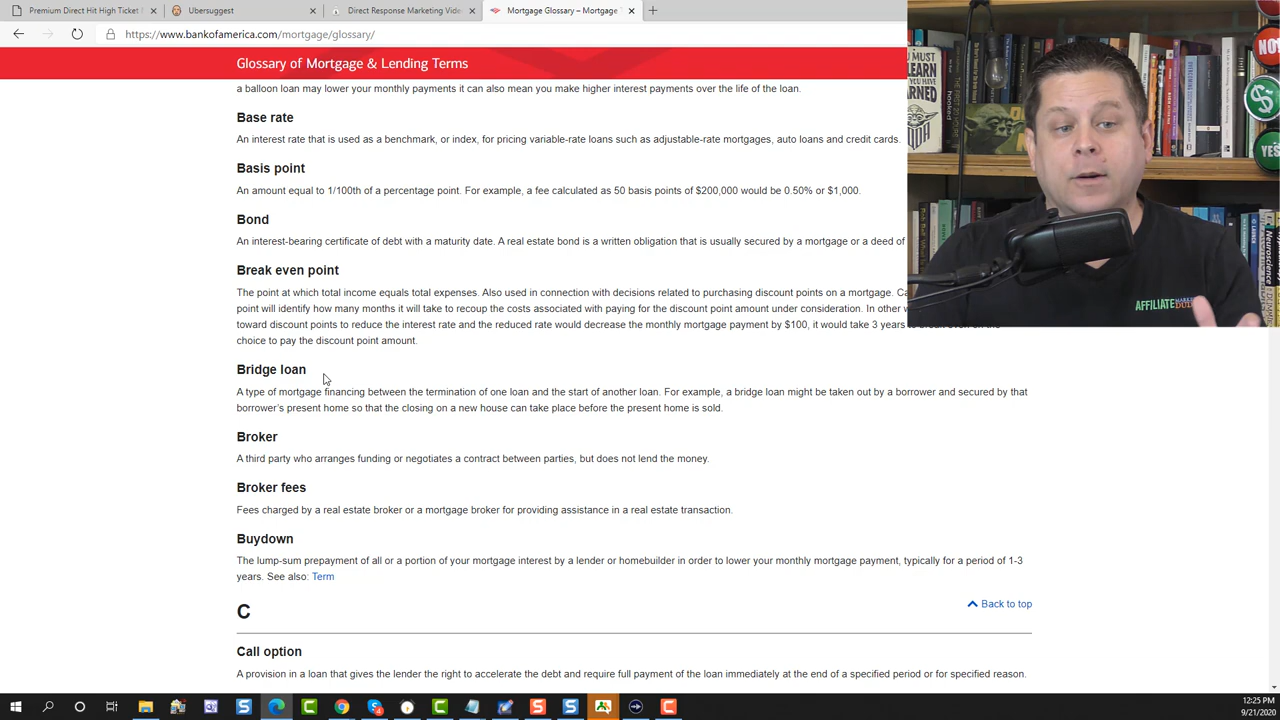 Premium Direct Hit High Ticket
Ubersuggest
Direct Response Marketing Vide
Mortgage Glossary – Mortgage
https://www.bankofamerica.com/mortgage/glossary/
Glossary of Mortgage & Lending Terms
a balloon loan may lower your monthly payments it can also mean you make higher interest payments over the life of the loan.
Base rate
An interest rate that is used as a benchmark, or index, for pricing variable-rate loans such as adjustable-rate mortgages, auto loans and credit cards.
Basis point
An amount equal to 1/100th of a percentage point. For example, a fee calculated as 50 basis points of $200,000 would be 0.50% or $1,000.
Bond
An interest-bearing certificate of debt with a maturity date. A real estate bond is a written obligation that is usually secured by a mortgage or a deed of
Break even point
The point at which total income equals total expenses. Also used in connection with decisions related to purchasing discount points on a mortgage.
point will identify how many months it will take to recoup the costs associated with paying for the discount point amount under consideration. In other
toward discount points to reduce the interest rate and the reduced rate would decrease the monthly mortgage payment by $100, it would take 3 years
choice to pay the discount point amount.
Bridge loan
A type of mortgage financing between the termination of one loan and the start of another loan. For example, a bridge loan might be taken out by a borrower and secured by that
borrower's present home so that the closing on a new house can take place before the present home is sold.
Broker
A third party who arranges funding or negotiates a contract between parties, but does not lend the money.
Broker fees
Fees charged by a real estate broker or a mortgage broker for providing assistance in a real estate transaction.
Buydown
The lump-sum prepayment of all or a portion of your mortgage interest by a lender or homebuilder in order to lower your monthly mortgage payment, typically for a period of 1-3
years. See also: Term
C
Back to top
Call option
A provision in a loan that gives the lender the right to accelerate the debt and require full payment of the loan immediately at the end of a specified period or for specified reason.
MUST
LEARN
YOU HAVE
LEARNED
hooked
THE FIRST 20 HOURS
Neuroscience
NO!
$
YES
AFFILIATE
12:25 PM
9/21/2020